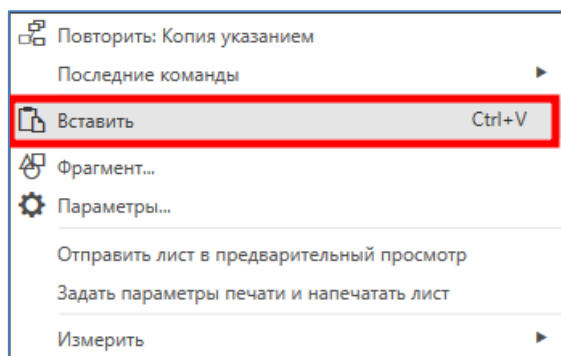 Повторить: Копия указанием
Последние команды
Вставить Ctrl+V
Фрагмент...
Параметры...
Отправить лист в предварительный просмотр
Задать параметры печати и напечатать лист
Измерить